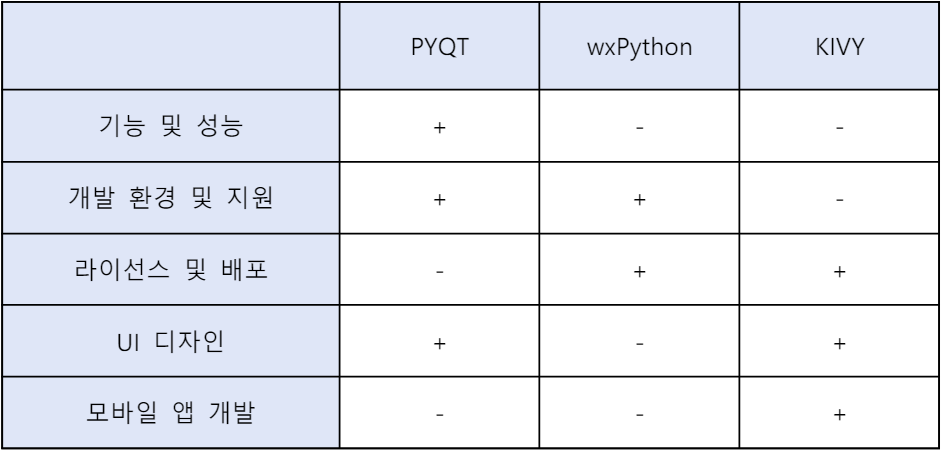 PYQT wxPython KIVY
기능 및 성능 + - -
개발 환경 및 지원 + + -
라이선스 및 배포 - + +
UI 디자인 + - +
모바일 앱 개발 - - +